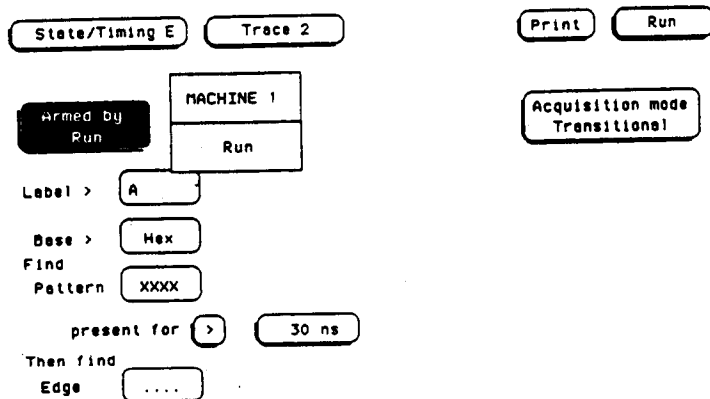 State/Timing E Trace 2 Print Run
MACHINE 1
Armed by
Run
Run
Acquisition mode
Transitional
Label > A
Base > Hex
Find
Pattern XXXX
present for > 30 ns
Then find
Edge ....